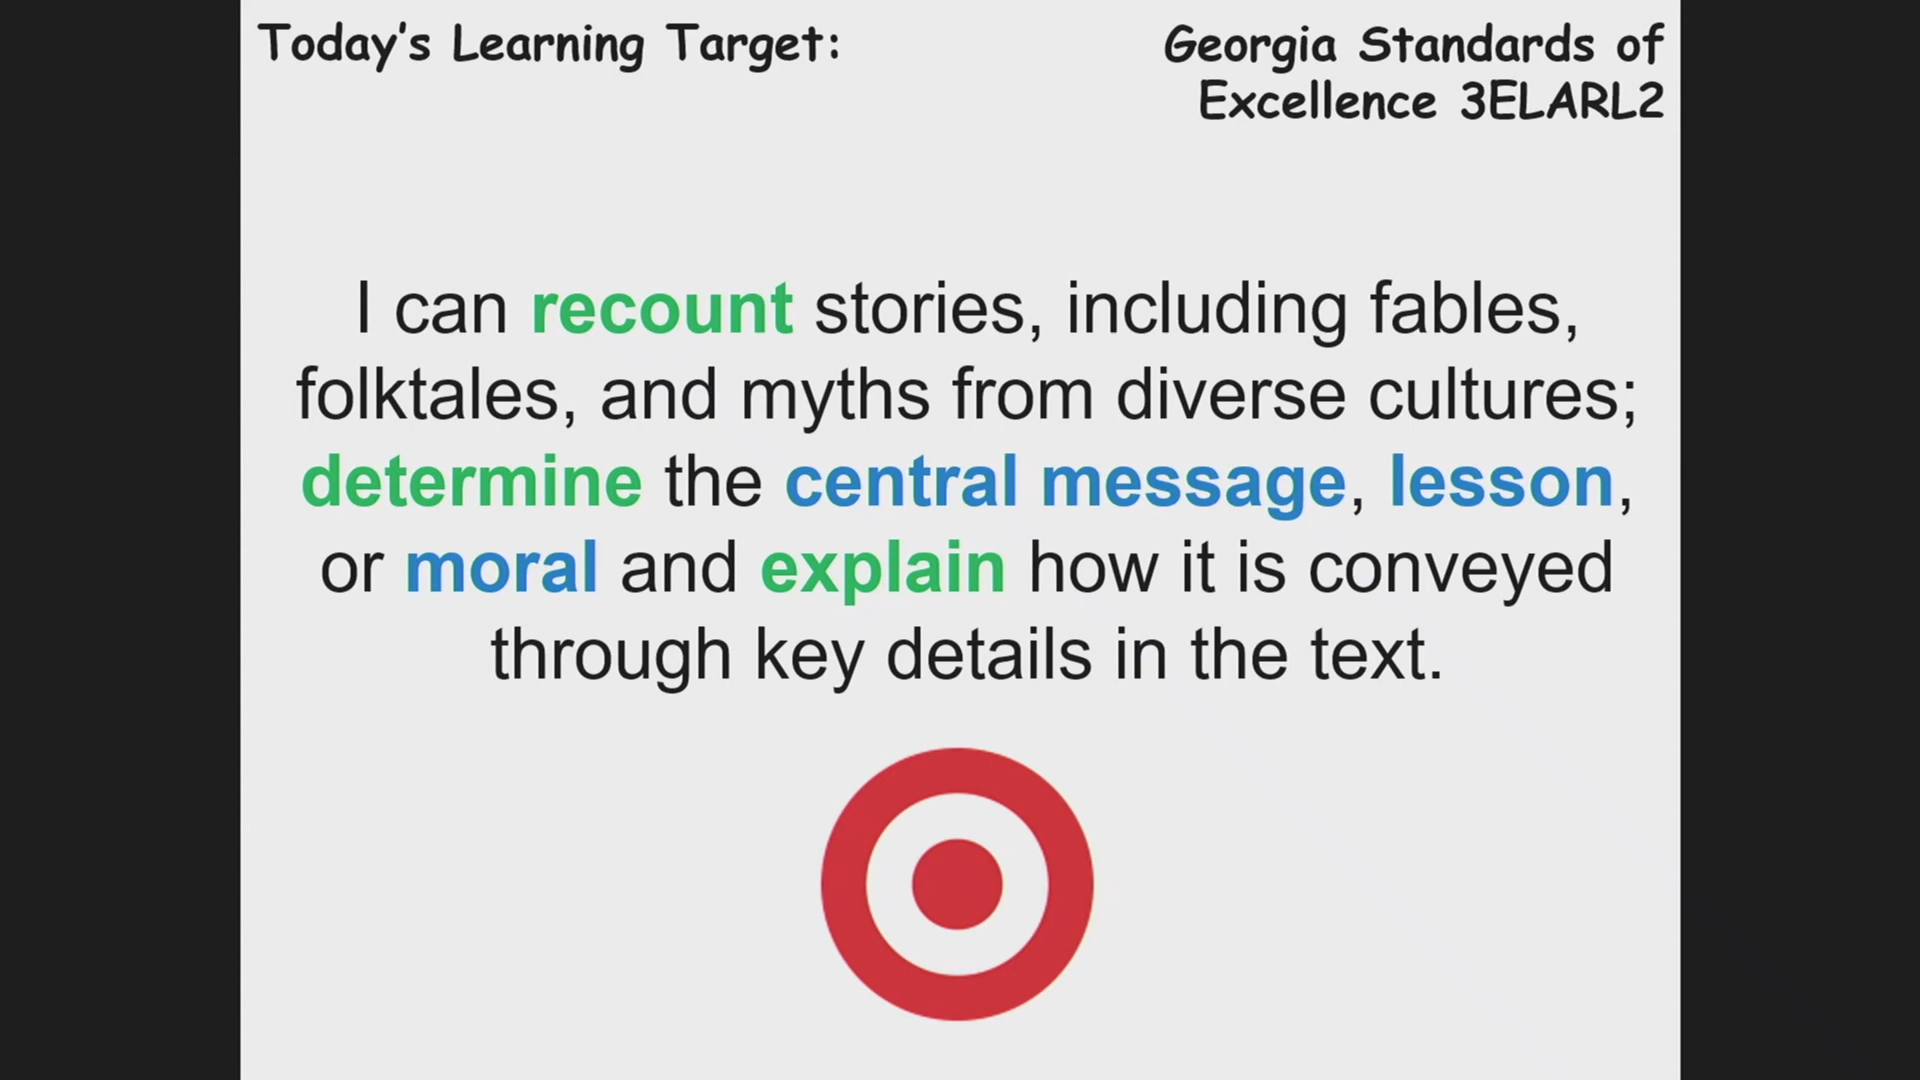 Today's Learning Target:
Georgia Standards of
Excellence 3ELARL2
I can recount stories, including fables,
folktales, and myths from diverse cultures;
determine the central message, lesson,
or moral and explain how it is conveyed
through key details in the text.